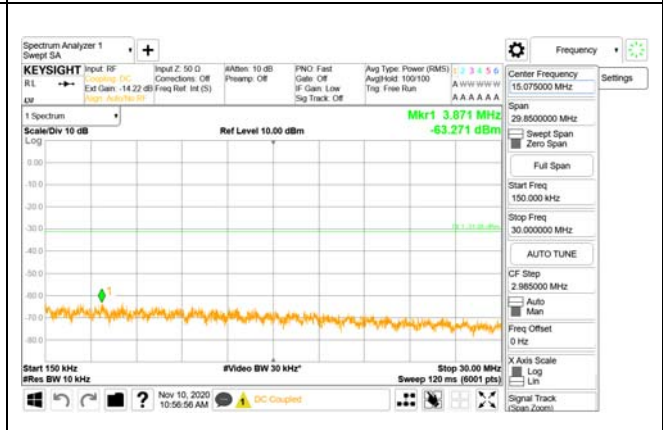 Spectrum Analyzer 1
Swept SA
+
Frequency
KEYSIGHT
RL
Input: RF
Coupling: DC
Ext Gain: -14.22 dB
Align: Auto/No RF
Input Z: 50 Ω
Corrections: Off
Freq Ref: Int (S)
#Atten: 10 dB
Preamp: Off
PNO: Fast
Gate: Off
IF Gain: Low
Sig Track: Off
Avg Type: Power (RMS)
Avg|Hold: 100/100
Trig: Free Run
1 2 3 4 5 6
A W W W W W
A A A A A A
1 Spectrum
Scale/Div 10 dB
Log
Ref Level 10.00 dBm
Mkr1 3.871 MHz
-63.271 dBm
0.00
-10.0
-20.0
-30.0
-40.0
-50.0
-60.0
-70.0
-80.0
1
Start 150 kHz
#Res BW 10 kHz
#Video BW 30 kHz*
Stop 30.00 MHz
Sweep 120 ms (6001 pts)
Nov 10, 2020
10:56:56 AM
DC Coupled
Settings
Center Frequency
15.075000 MHz
Span
29.8500000 MHz
Swept Span
Zero Span
Full Span
Start Freq
150.000 kHz
Stop Freq
30.000000 MHz
AUTO TUNE
CF Step
2.985000 MHz
Auto
Man
Freq Offset
0 Hz
X Axis Scale
Log
Lin
Signal Track
(Span Zoom)